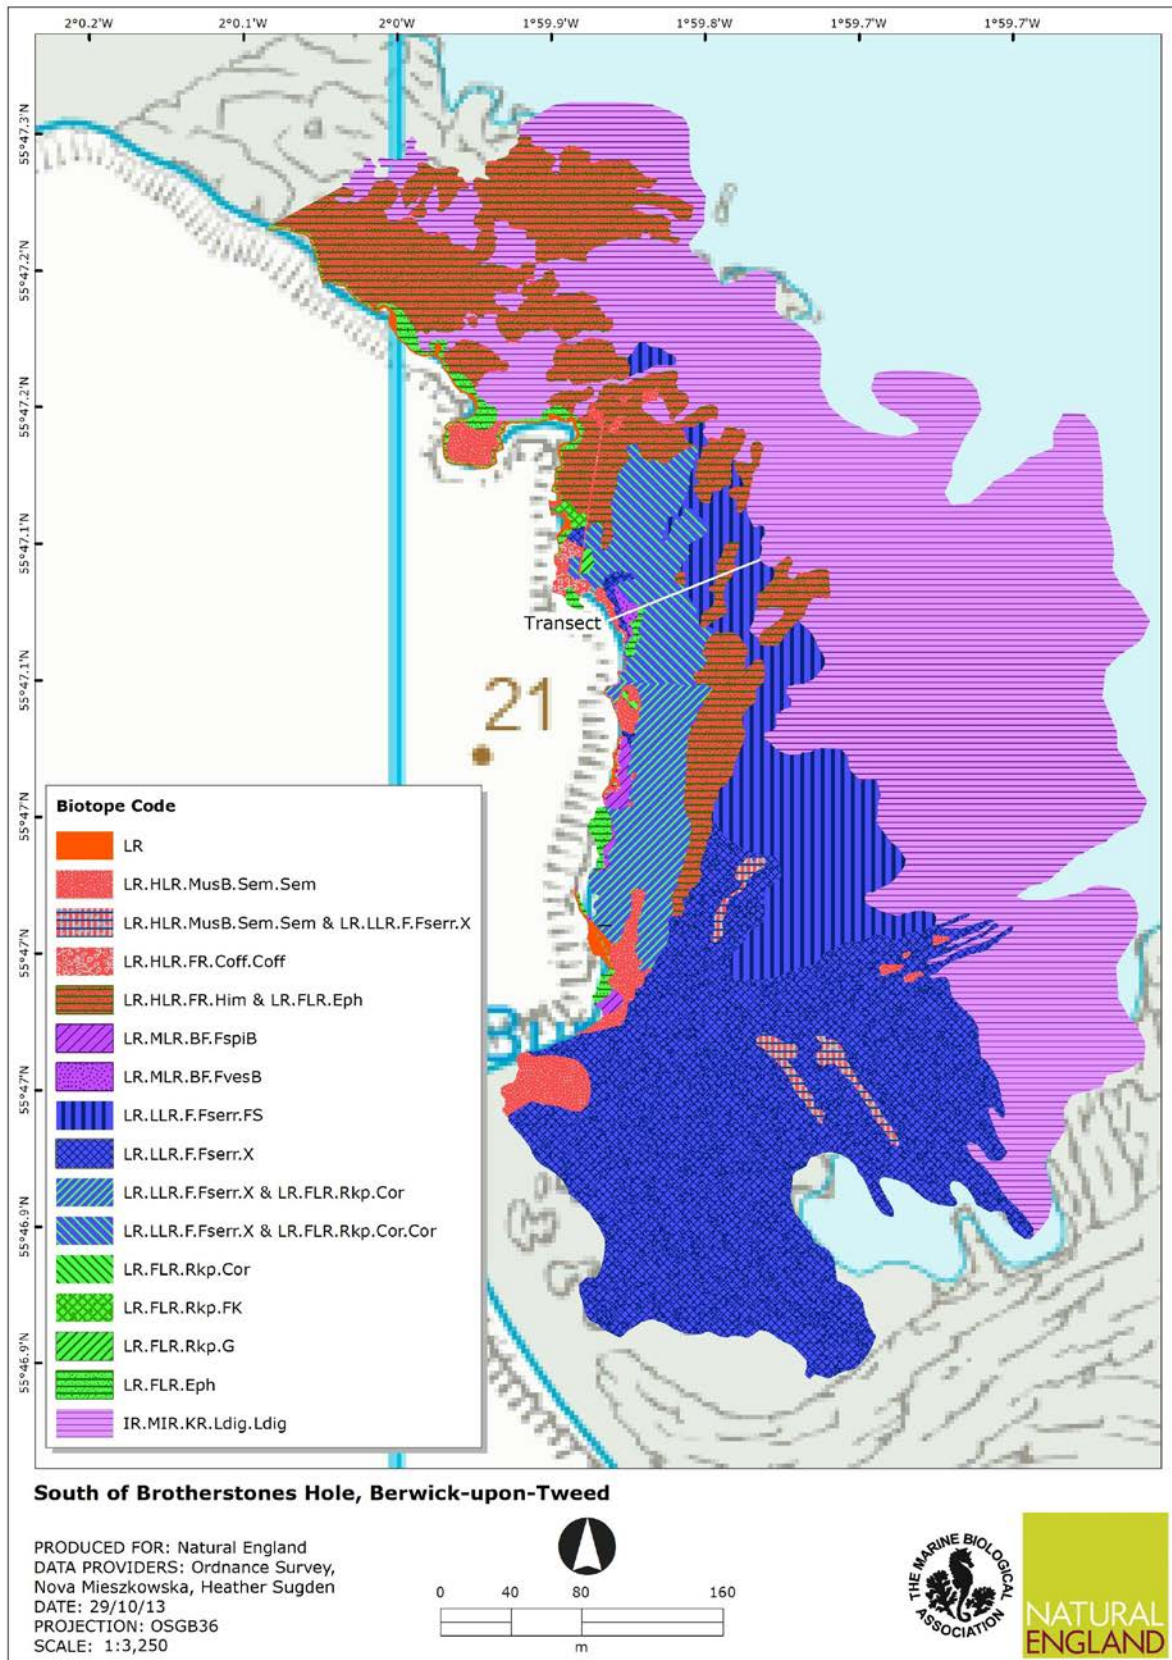 2°0.2'W 2°0.1'W 2°0'W 1°59.9'W 1°59.8'W 1°59.7'W 1°59.7'W
55°47.3'N
55°47.2'N
55°47.2'N
55°47.1'N
55°47.1'N
55°47'N
55°47'N
55°47'N
55°46.9'N
55°46.9'N
Transect
21
Bu
Biotope Code
LR
LR.HLR.MusB.Sem.Sem
LR.HLR.MusB.Sem.Sem & LR.LLR.F.Fserr.X
LR.HLR.FR.Coff.Coff
LR.HLR.FR.Him & LR.FLR.Eph
LR.MLR.BF.FspiB
LR.MLR.BF.FvesB
LR.LLR.F.Fserr.FS
LR.LLR.F.Fserr.X
LR.LLR.F.Fserr.X & LR.FLR.Rkp.Cor
LR.LLR.F.Fserr.X & LR.FLR.Rkp.Cor.Cor
LR.FLR.Rkp.Cor
LR.FLR.Rkp.FK
LR.FLR.Rkp.G
LR.FLR.Eph
IR.MIR.KR.Ldig.Ldig
South of Brotherstones Hole, Berwick-upon-Tweed
PRODUCED FOR: Natural England
DATA PROVIDERS: Ordnance Survey,
Nova Mieszkowska, Heather Sugden
DATE: 29/10/13
PROJECTION: OSGB36
SCALE: 1:3,250
0 40 80 160
m
THE MARINE BIOLOGICAL
ASSOCIATION
NATURAL
ENGLAND